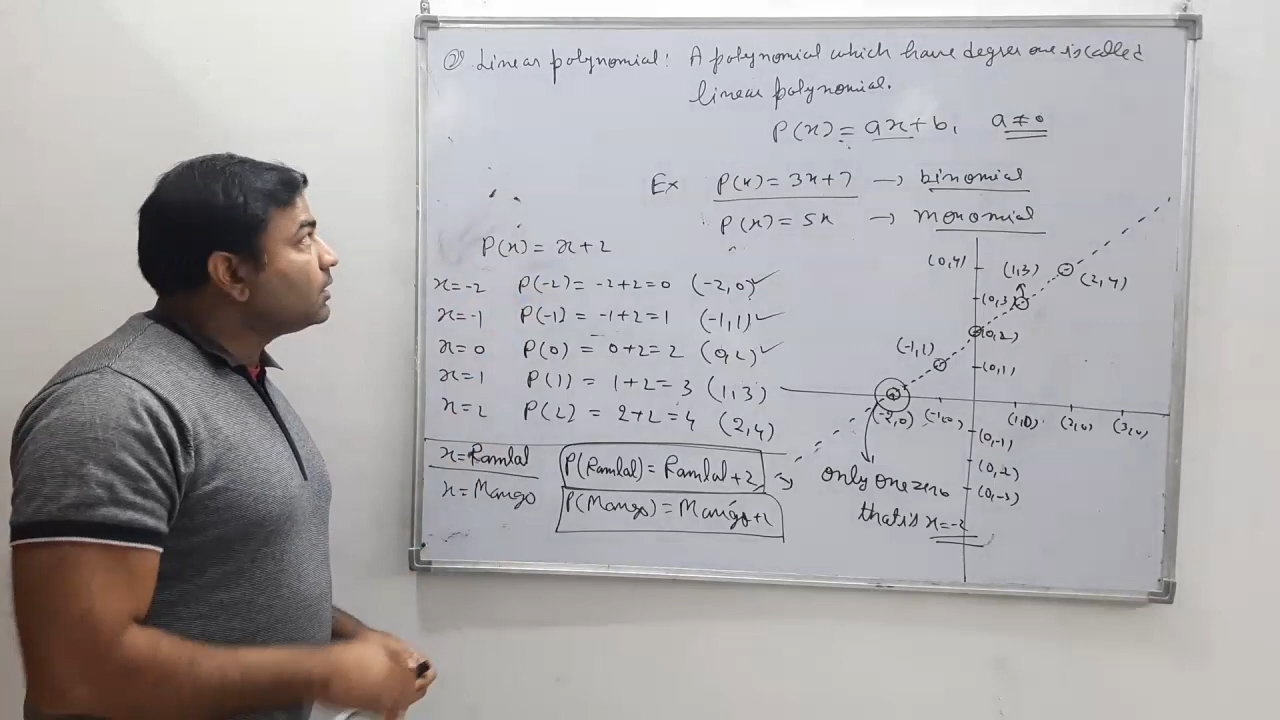 ② Linear polynomial: A polynomial which have degree one is called
linear polynomial.
P(x) = ax+b, a≠0
Ex P(x) = 3x+7 → binomial
P(x) = 5x → monomial
P(x) = x+2
x=-2 P(-2) = -2+2=0 (-2,0)✓
x=-1 P(-1) = -1+2=1 (-1,1)✓
x=0 P(0) = 0+2=2 (0,2)✓
x=1 P(1) = 1+2=3 (1,3)
x=2 P(2) = 2+2=4 (2,4)
x=Ramlal P(Ramlal) = Ramlal+2
x=Mango P(Mango) = Mango+2
(0,4) (1,3) (2,4)
(0,3)
(-1,1) (0,2)
(0,1)
(-2,0) (-1,0) (1,0) (2,0) (3,0)
(0,-1)
(0,-2)
(0,-3)
only one zero
that's x=-2